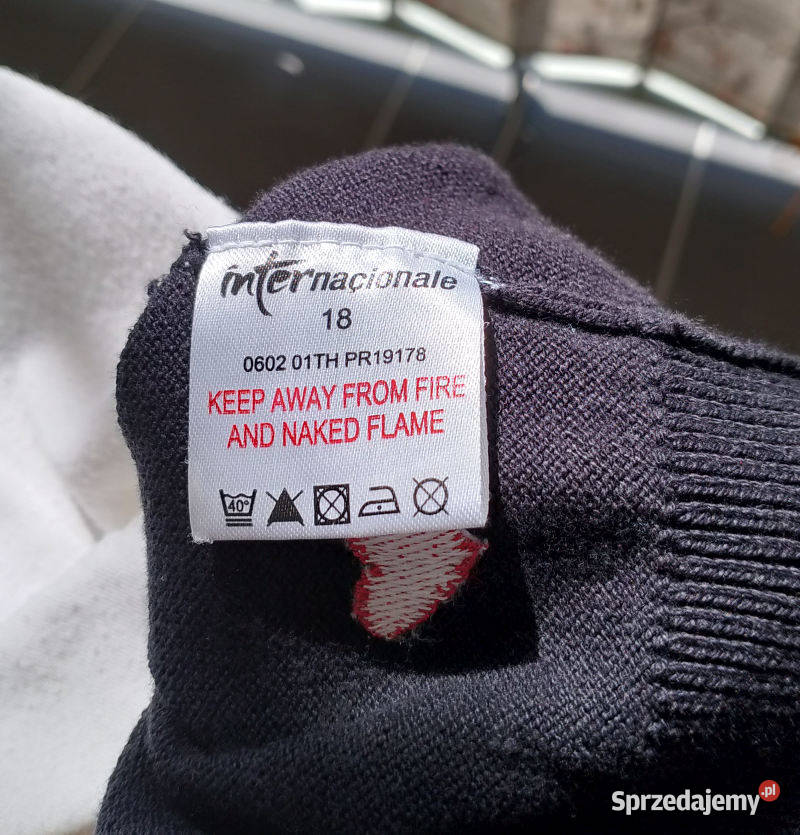 internacionale
18
0602 01TH PR19178
KEEP AWAY FROM FIRE
AND NAKED FLAME
40°
Sprzedajemy.pl